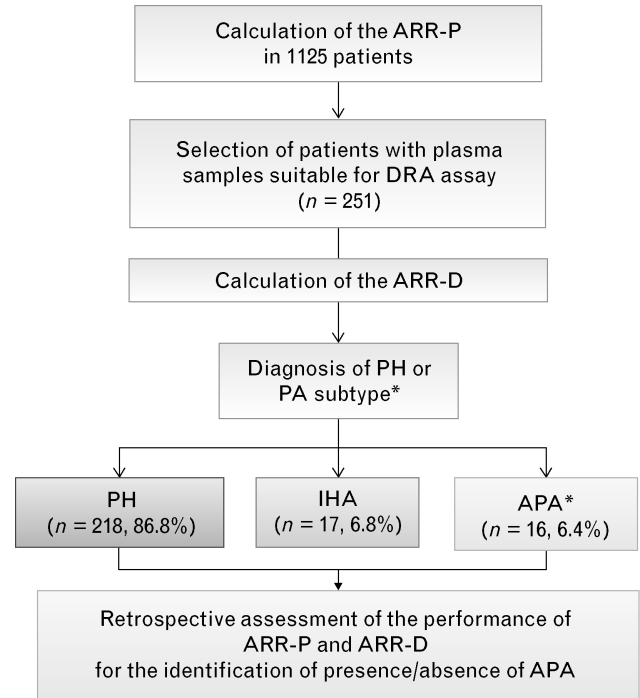 Calculation of the ARR-P
in 1125 patients
Selection of patients with plasma
samples suitable for DRA assay
(n = 251)
Calculation of the ARR-D
Diagnosis of PH or
PA subtype*
PH
(n = 218, 86.8%)
IHA
(n = 17, 6.8%)
APA*
(n = 16, 6.4%)
Retrospective assessment of the performance of
ARR-P and ARR-D
for the identification of presence/absence of APA